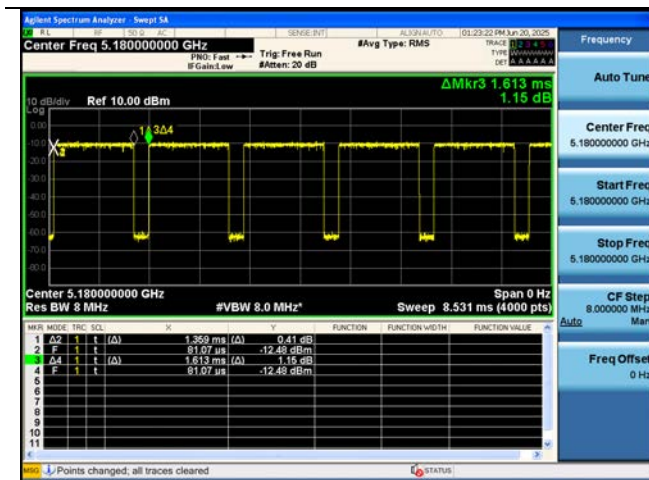 Agilent Spectrum Analyzer - Swept SA
RL RF 50 Ω AC SENSE:INT ALIGNAUTO 01:23:22 PM Jun 20, 2025
Center Freq 5.180000000 GHz
PNO: Fast
IFGain:Low
Trig: Free Run
#Atten: 20 dB
#Avg Type: RMS
TRACE 1 2 3 4 5 6
TYPE
DET A A A A A A
Frequency
ΔMkr3 1.613 ms
1.15 dB
10 dB/div Ref 10.00 dBm
Log
0.00
-10.0
-20.0
-30.0
-40.0
-50.0
-60.0
-70.0
-80.0
1 3Δ4
Center 5.180000000 GHz Span 0 Hz
Res BW 8 MHz #VBW 8.0 MHz* Sweep 8.531 ms (4000 pts)
MKR MODE TRC SCL X Y FUNCTION FUNCTION WIDTH FUNCTION VALUE
1 Δ2 1 t (Δ) 1.359 ms (Δ) 0.41 dB
2 F 1 t 81.07 us -12.48 dBm
3 Δ4 1 t (Δ) 1.613 ms (Δ) 1.15 dB
4 F 1 t 81.07 us -12.48 dBm
5
6
7
8
9
10
11
Auto Tune
Center Freq
5.180000000 GHz
Start Freq
5.180000000 GHz
Stop Freq
5.180000000 GHz
CF Step
8.000000 MHz
Auto Man
Freq Offset
0 Hz
MSG Points changed; all traces cleared STATUS